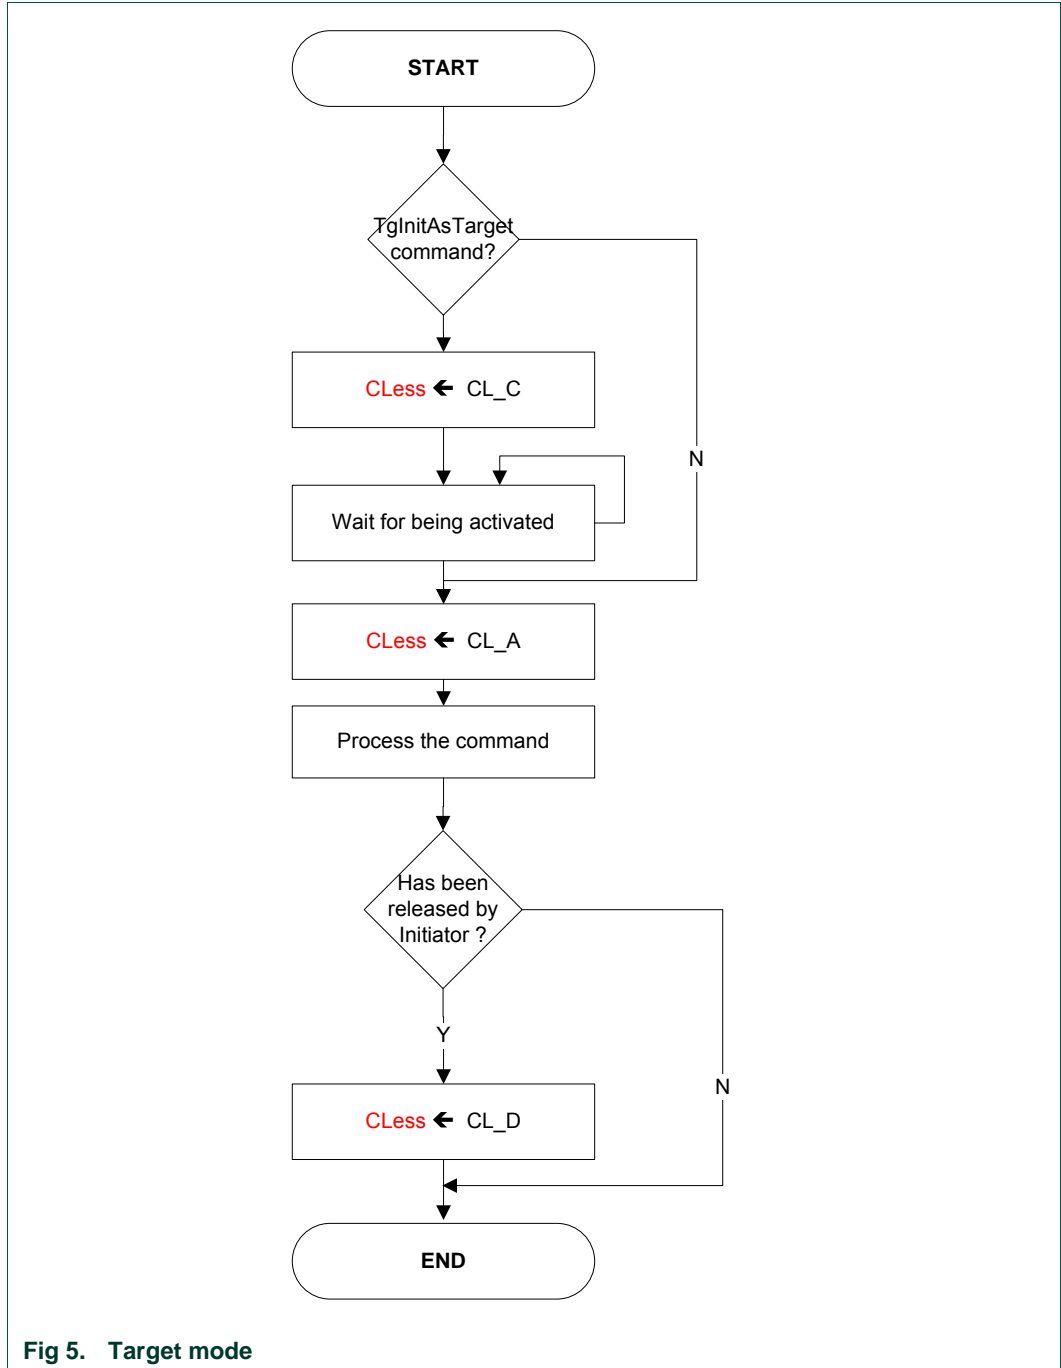 START
TgInitAsTarget
command?
CLess 🡸 CL_C
N
Wait for being activated
CLess 🡸 CL_A
Process the command
Has been
released by
Initiator ?
Y
N
CLess 🡸 CL_D
END
Fig 5. Target mode